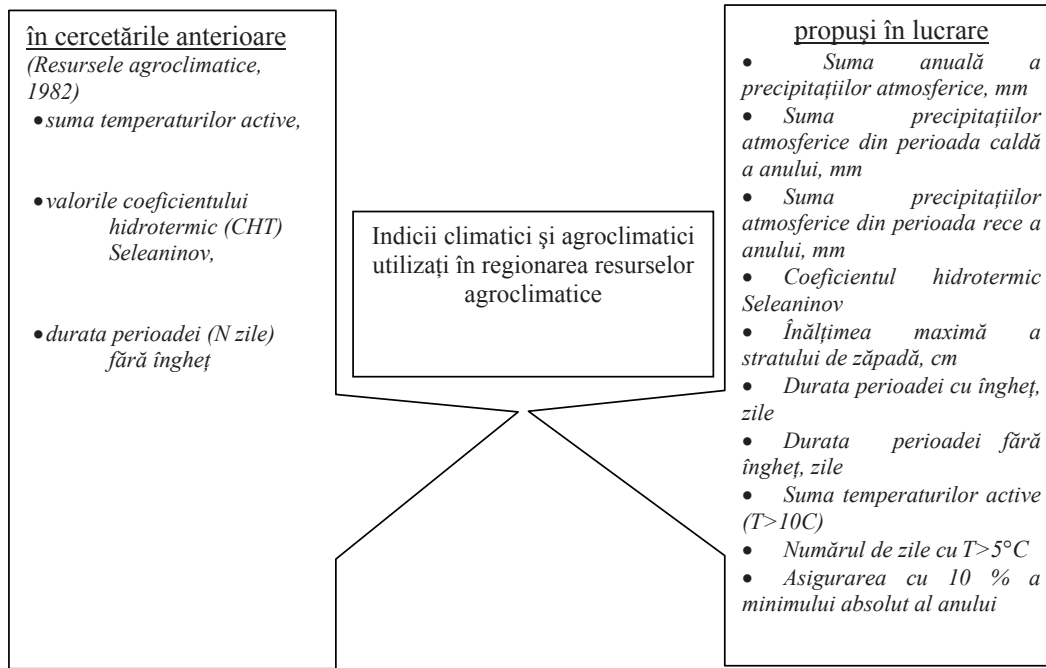 în cercetările anterioare
(Resursele agroclimatice,
1982)
• suma temperaturilor active,
• valorile coeficientului
hidrotermic (CHT)
Seleaninov,
• durata perioadei (N zile)
fără îngheţ
Indicii climatici şi agroclimatici
utilizaţi în regionarea resurselor
agroclimatice
propuşi în lucrare
• Suma anuală a
precipitaţiilor atmosferice, mm
• Suma precipitaţiilor
atmosferice din perioada caldă
a anului, mm
• Suma precipitaţiilor
atmosferice din perioada rece a
anului, mm
• Coeficientul hidrotermic
Seleaninov
• Înălţimea maximă a
stratului de zăpadă, cm
• Durata perioadei cu îngheţ,
zile
• Durata perioadei fără
îngheţ, zile
• Suma temperaturilor active
(T>10C)
• Numărul de zile cu T>5°C
• Asigurarea cu 10 % a
minimului absolut al anului